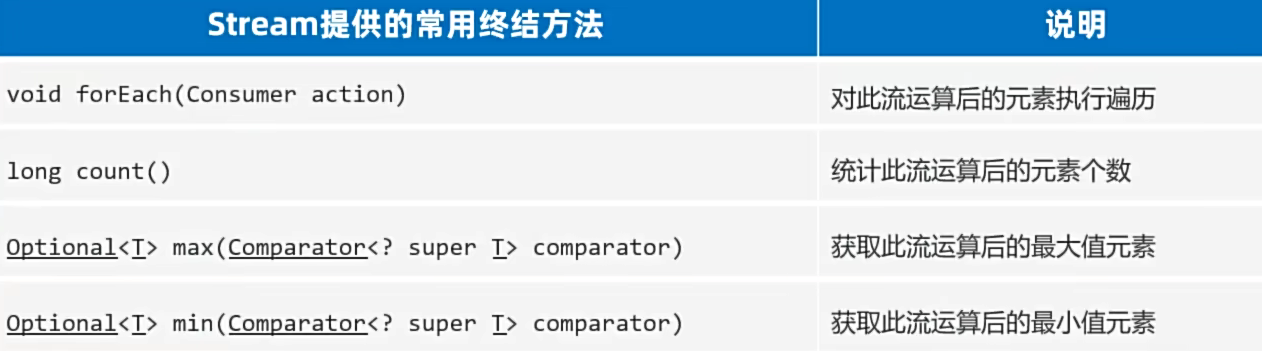 Stream提供的常用终结方法 说明
void forEach(Consumer action) 对此流运算后的元素执行遍历
long count() 统计此流运算后的元素个数
Optional<T> max(Comparator<? super T> comparator) 获取此流运算后的最大值元素
Optional<T> min(Comparator<? super T> comparator) 获取此流运算后的最小值元素